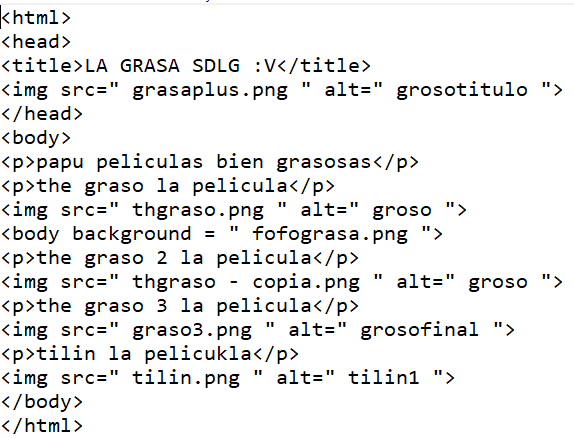 <html>
<head>
<title>LA GRASA SDLG :V</title>
<img src=" grasaplus.png " alt=" grosotitulo ">
</head>
<body>
<p>papu peliculas bien grasosas</p>
<p>the graso la pelicula</p>
<img src=" thgraso.png " alt=" groso ">
<body background = " fofograsa.png ">
<p>the graso 2 la pelicula</p>
<img src=" thgraso - copia.png " alt=" groso ">
<p>the graso 3 la pelicula</p>
<img src=" graso3.png " alt=" grosofinal ">
<p>tilin la pelicukla</p>
<img src=" tilin.png " alt=" tilin1 ">
</body>
</html>